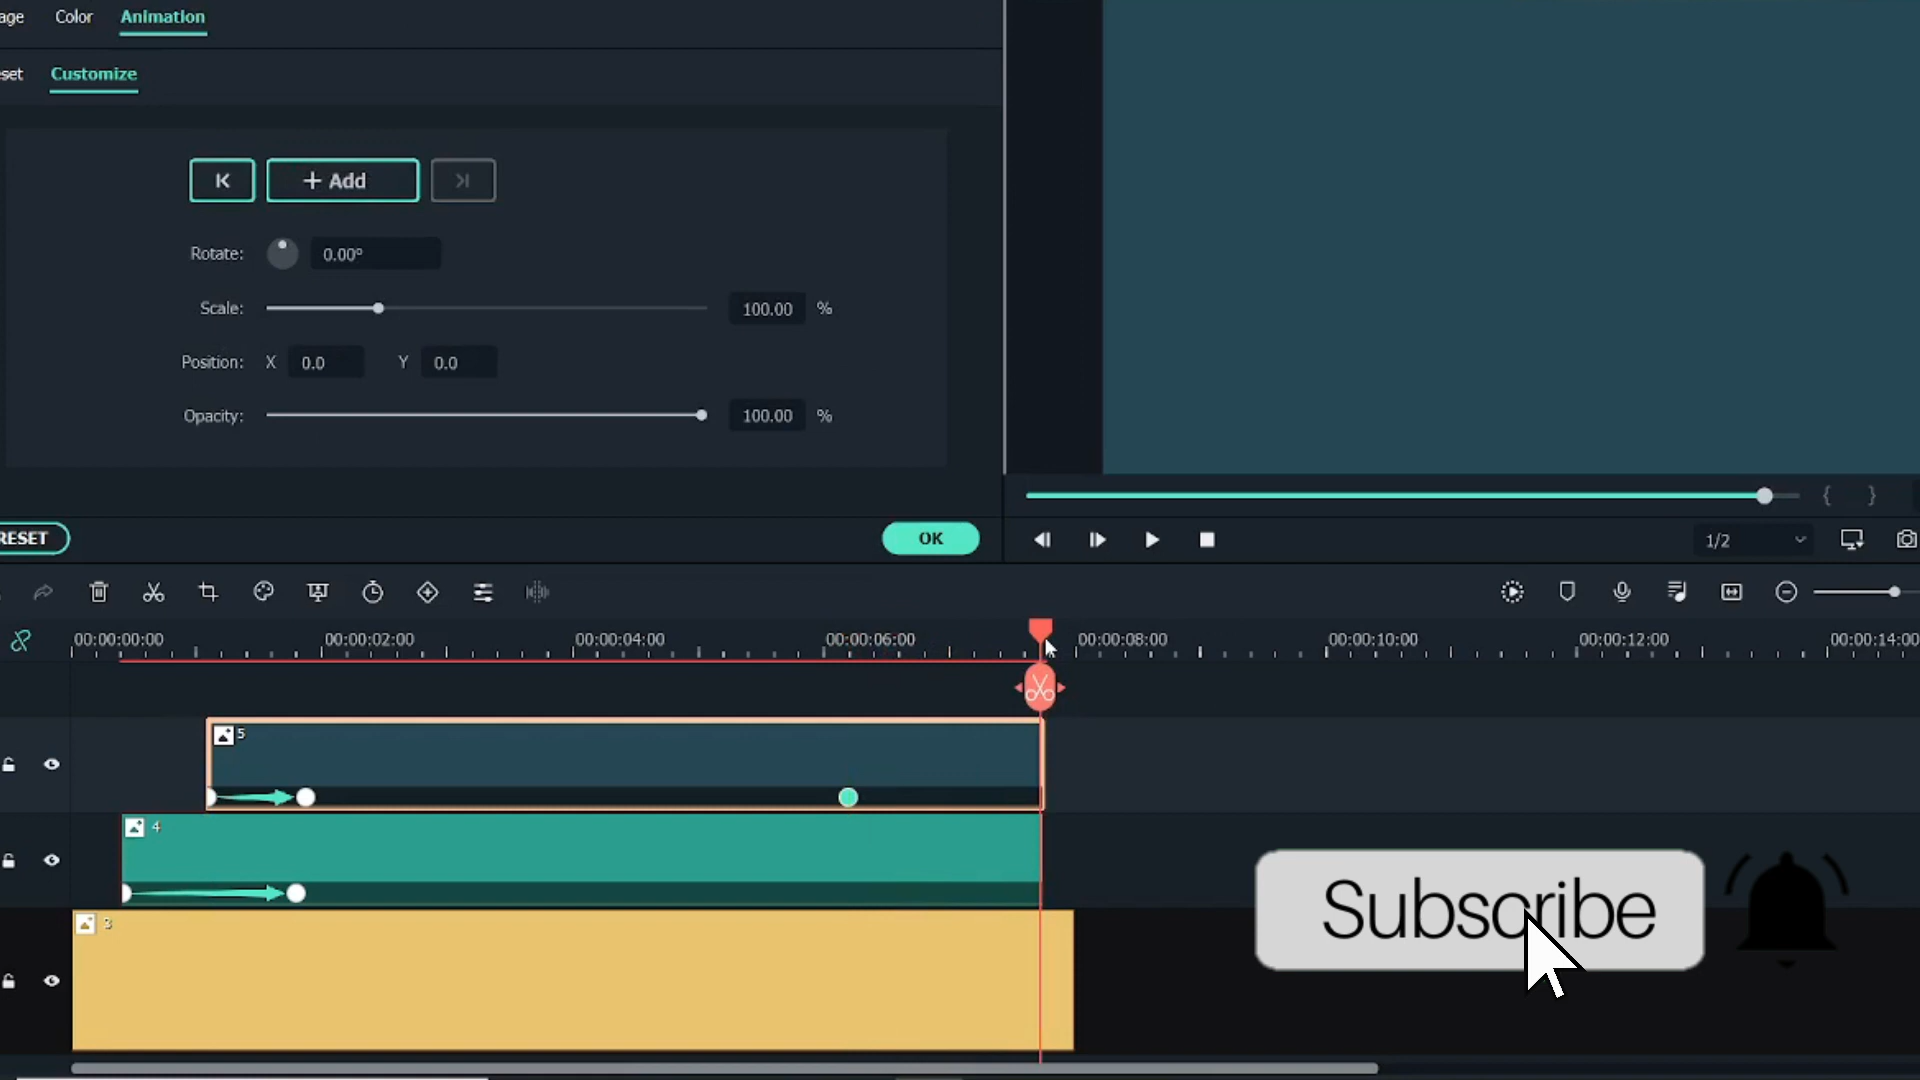 age Color Animation
set Customize
+ Add
Rotate: 0.00°
Scale: 100.00 %
Position: X 0.0 Y 0.0
Opacity: 100.00 %
RESET OK
{ }
1/2
00:00:00:00 00:00:02:00 00:00:04:00 00:00:06:00 00:00:08:00 00:00:10:00 00:00:12:00 00:00:14:00
5
4
3
Subscribe